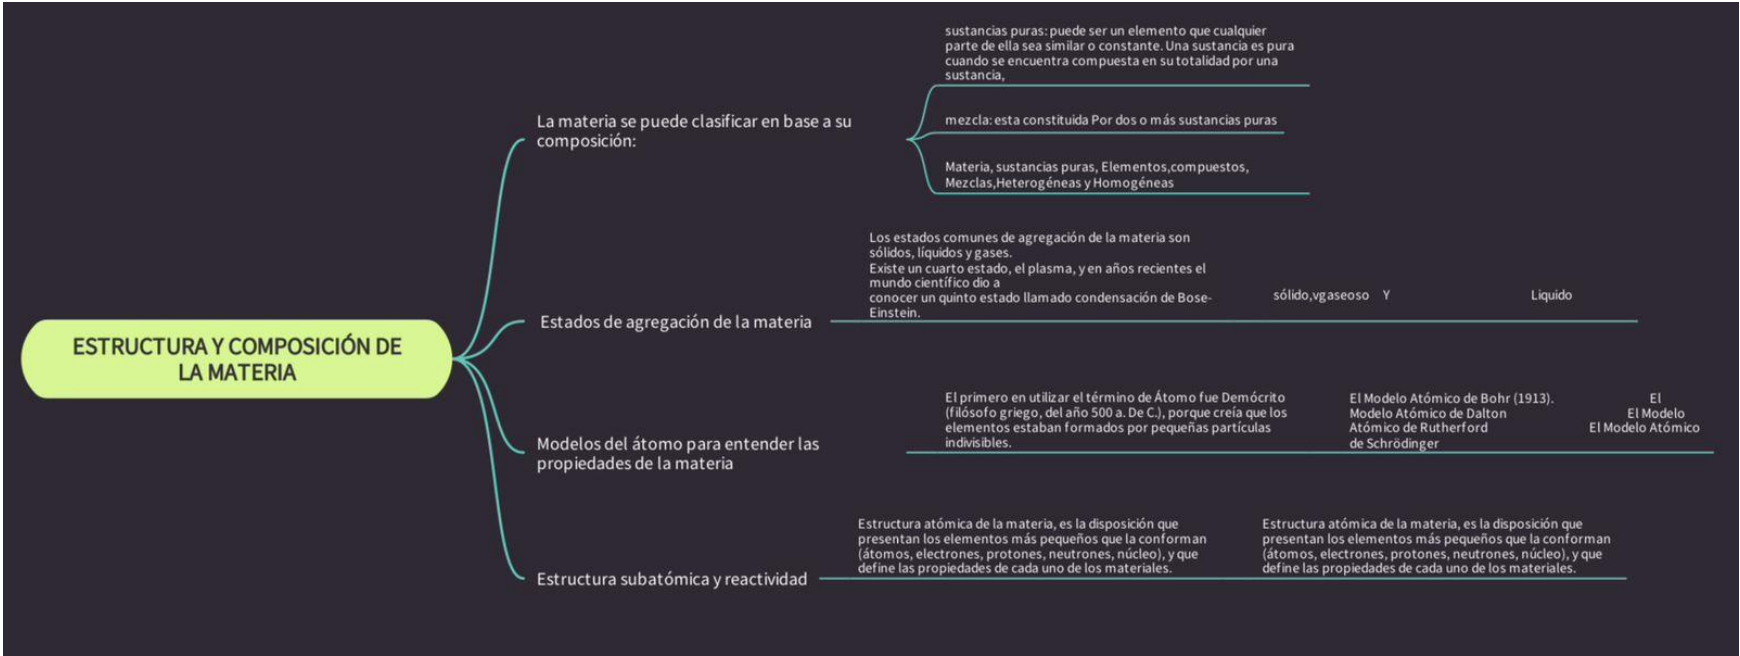 ESTRUCTURA Y COMPOSICIÓN DE
LA MATERIA
La materia se puede clasificar en base a su
composición:
sustancias puras: puede ser un elemento que cualquier
parte de ella sea similar o constante. Una sustancia es pura
cuando se encuentra compuesta en su totalidad por una
sustancia,
mezcla: esta constituida Por dos o más sustancias puras
Materia, sustancias puras, Elementos,compuestos,
Mezclas,Heterogéneas y Homogéneas
Estados de agregación de la materia
Los estados comunes de agregación de la materia son
sólidos, líquidos y gases.
Existe un cuarto estado, el plasma, y en años recientes el
mundo científico dio a
conocer un quinto estado llamado condensación de Bose-
Einstein.
sólido,vgaseoso Y Liquido
Modelos del átomo para entender las
propiedades de la materia
El primero en utilizar el término de Átomo fue Demócrito
(filósofo griego, del año 500 a. De C.), porque creía que los
elementos estaban formados por pequeñas partículas
indivisibles.
El Modelo Atómico de Bohr (1913). El
Modelo Atómico de Dalton El Modelo
Atómico de Rutherford El Modelo Atómico
de Schrödinger
Estructura subatómica y reactividad
Estructura atómica de la materia, es la disposición que
presentan los elementos más pequeños que la conforman
(átomos, electrones, protones, neutrones, núcleo), y que
define las propiedades de cada uno de los materiales.
Estructura atómica de la materia, es la disposición que
presentan los elementos más pequeños que la conforman
(átomos, electrones, protones, neutrones, núcleo), y que
define las propiedades de cada uno de los materiales.